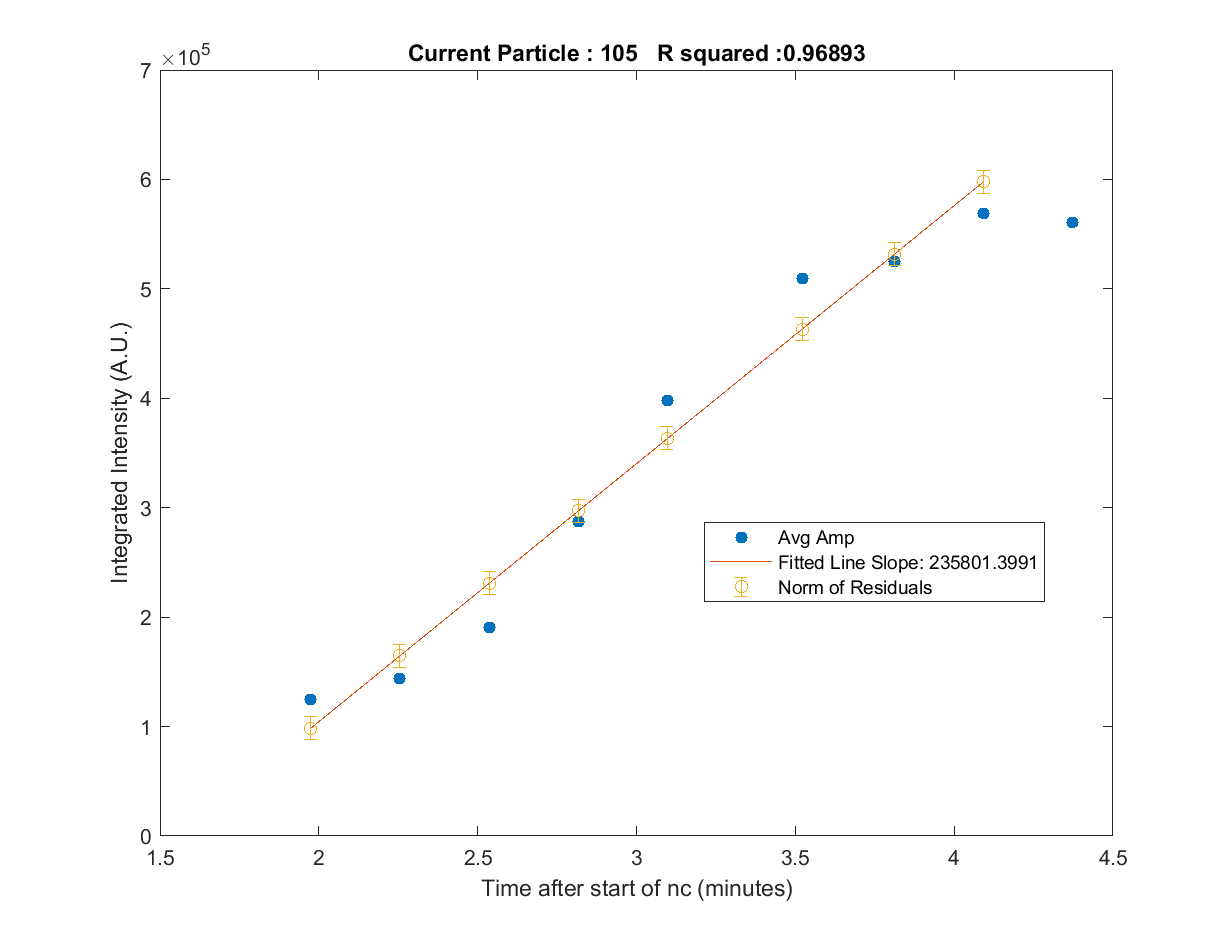 Current Particle : 105 R squared :0.96893
×10^5
7
6
5
4
3
2
1
0
Integrated Intensity (A.U.)
Avg Amp
Fitted Line Slope: 235801.3991
Norm of Residuals
1.5 2 2.5 3 3.5 4 4.5
Time after start of nc (minutes)